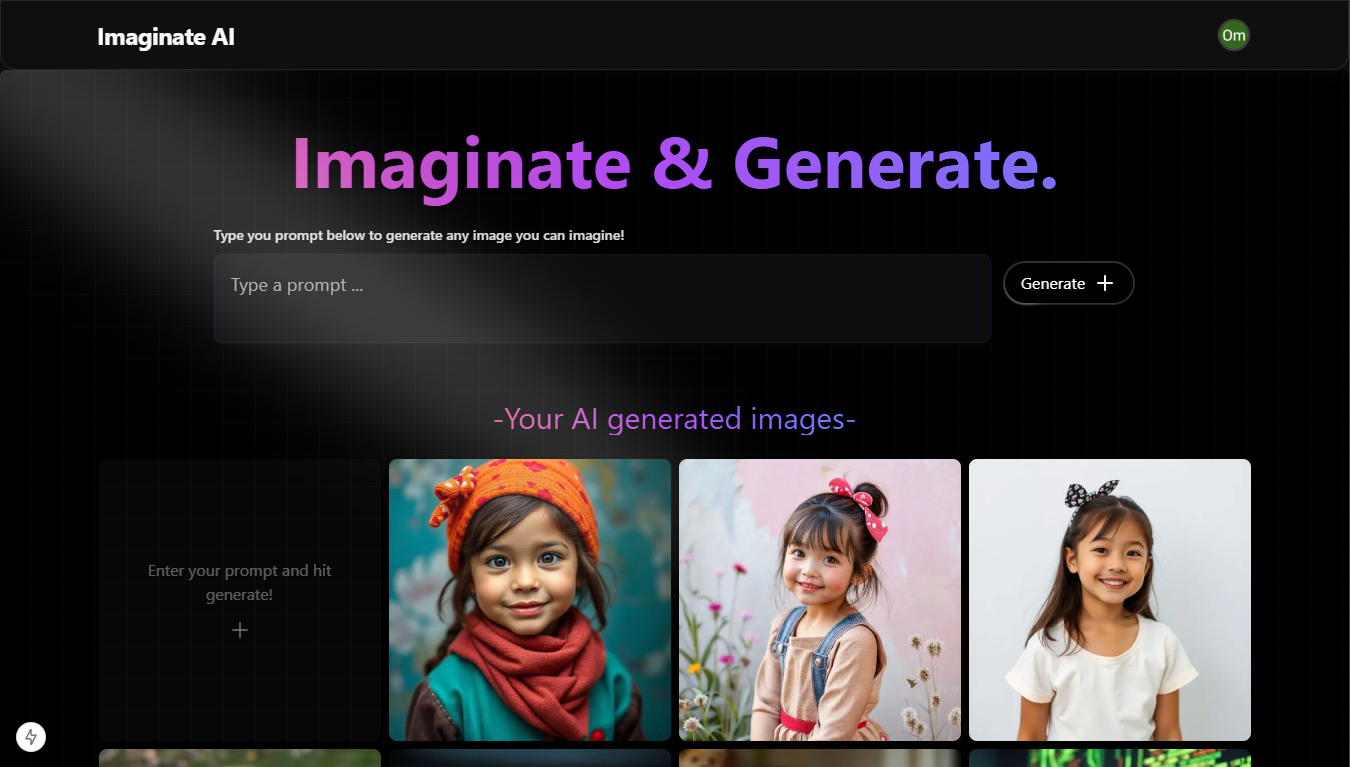 Imaginate AI
Om
Imaginate & Generate.
Type you prompt below to generate any image you can imagine!
Type a prompt ...
Generate
-Your AI generated images-
Enter your prompt and hit
generate!